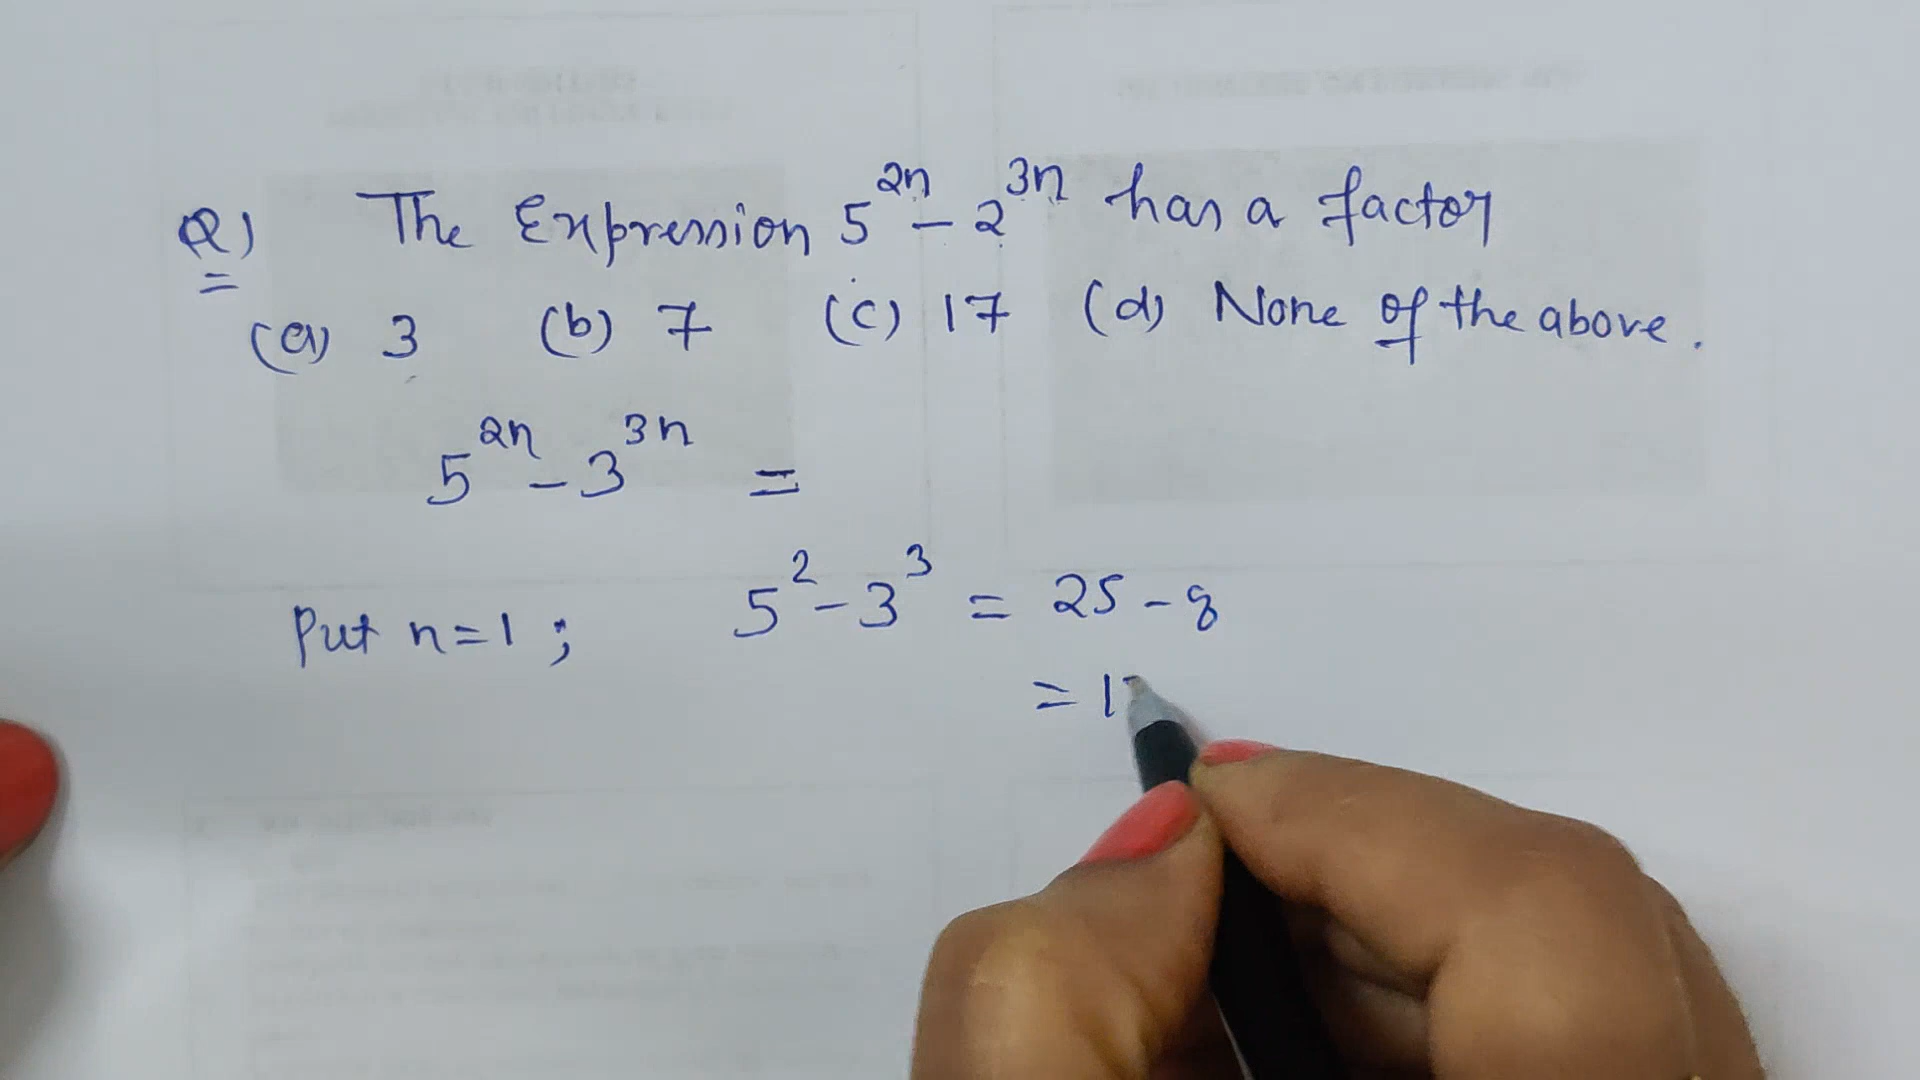 Q) The Expression 5^2n - 2^3n has a factor
(a) 3 (b) 7 (c) 17 (d) None of the above.
5^2n - 3^3n =
Put n=1 ; 5^2 - 3^3 = 25 - 8
= 17